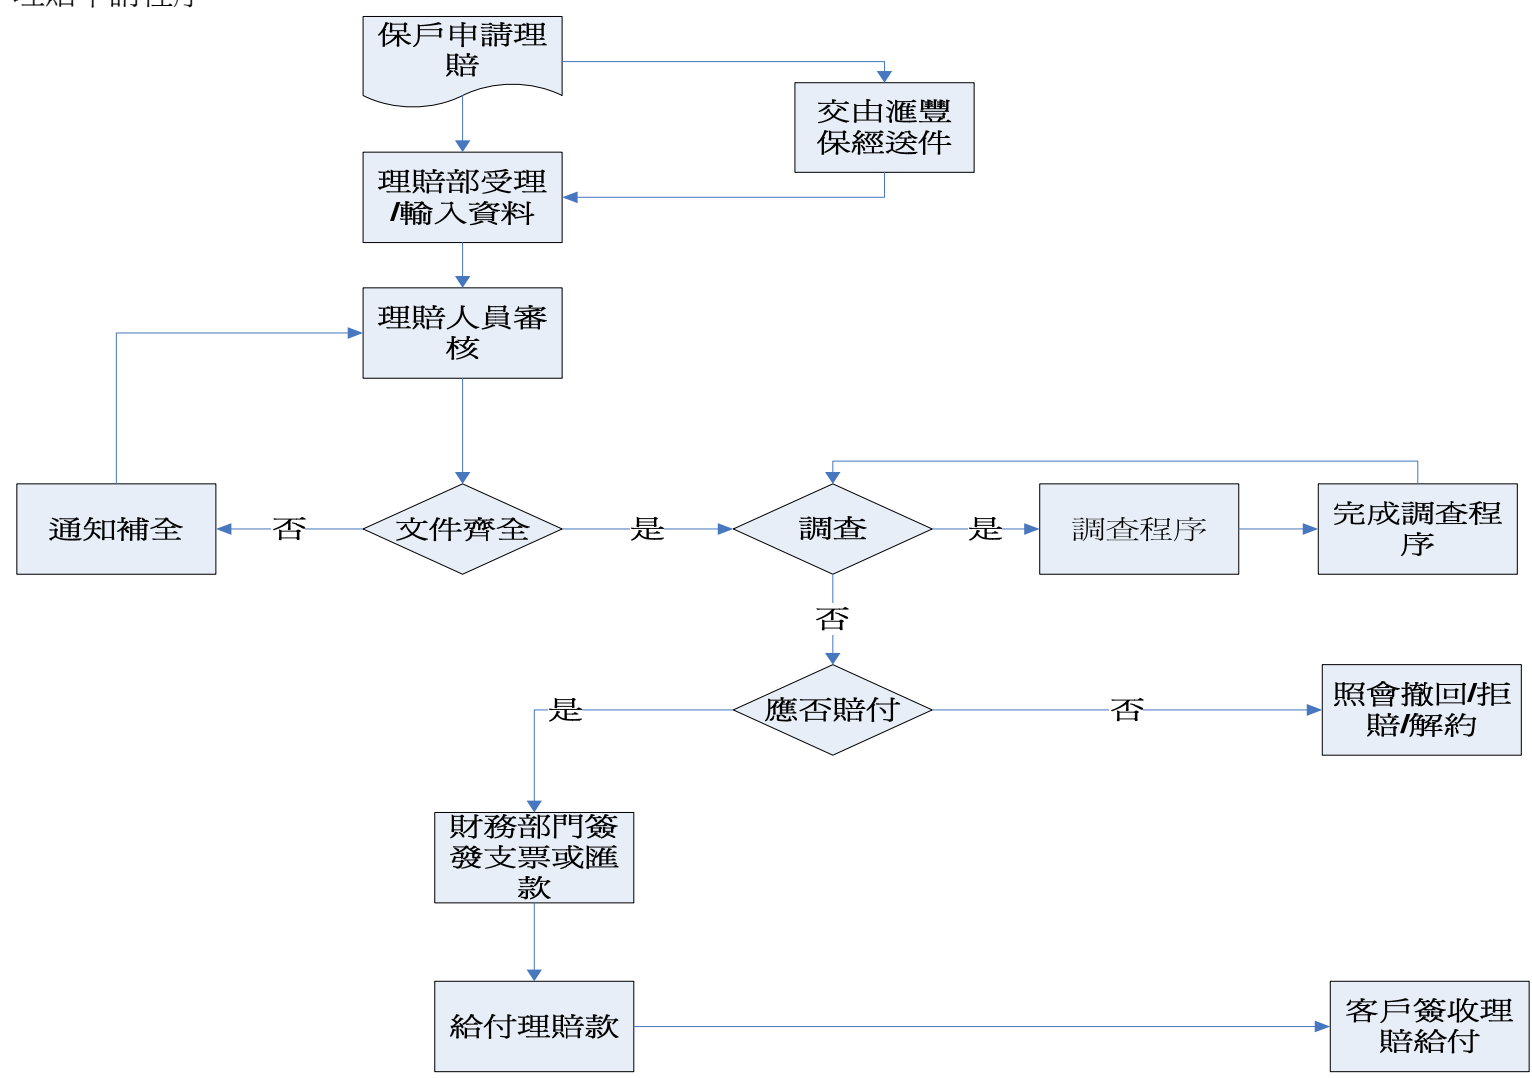 保戶申請理
賠
交由滙豐
保經送件
理賠部受理
/輸入資料
理賠人員審
核
通知補全
否
文件齊全
是
調查
是
調查程序
完成調查程
序
否
是
應否賠付
否
照會撤回/拒
賠/解約
財務部門簽
發支票或匯
款
給付理賠款
客戶簽收理
賠給付